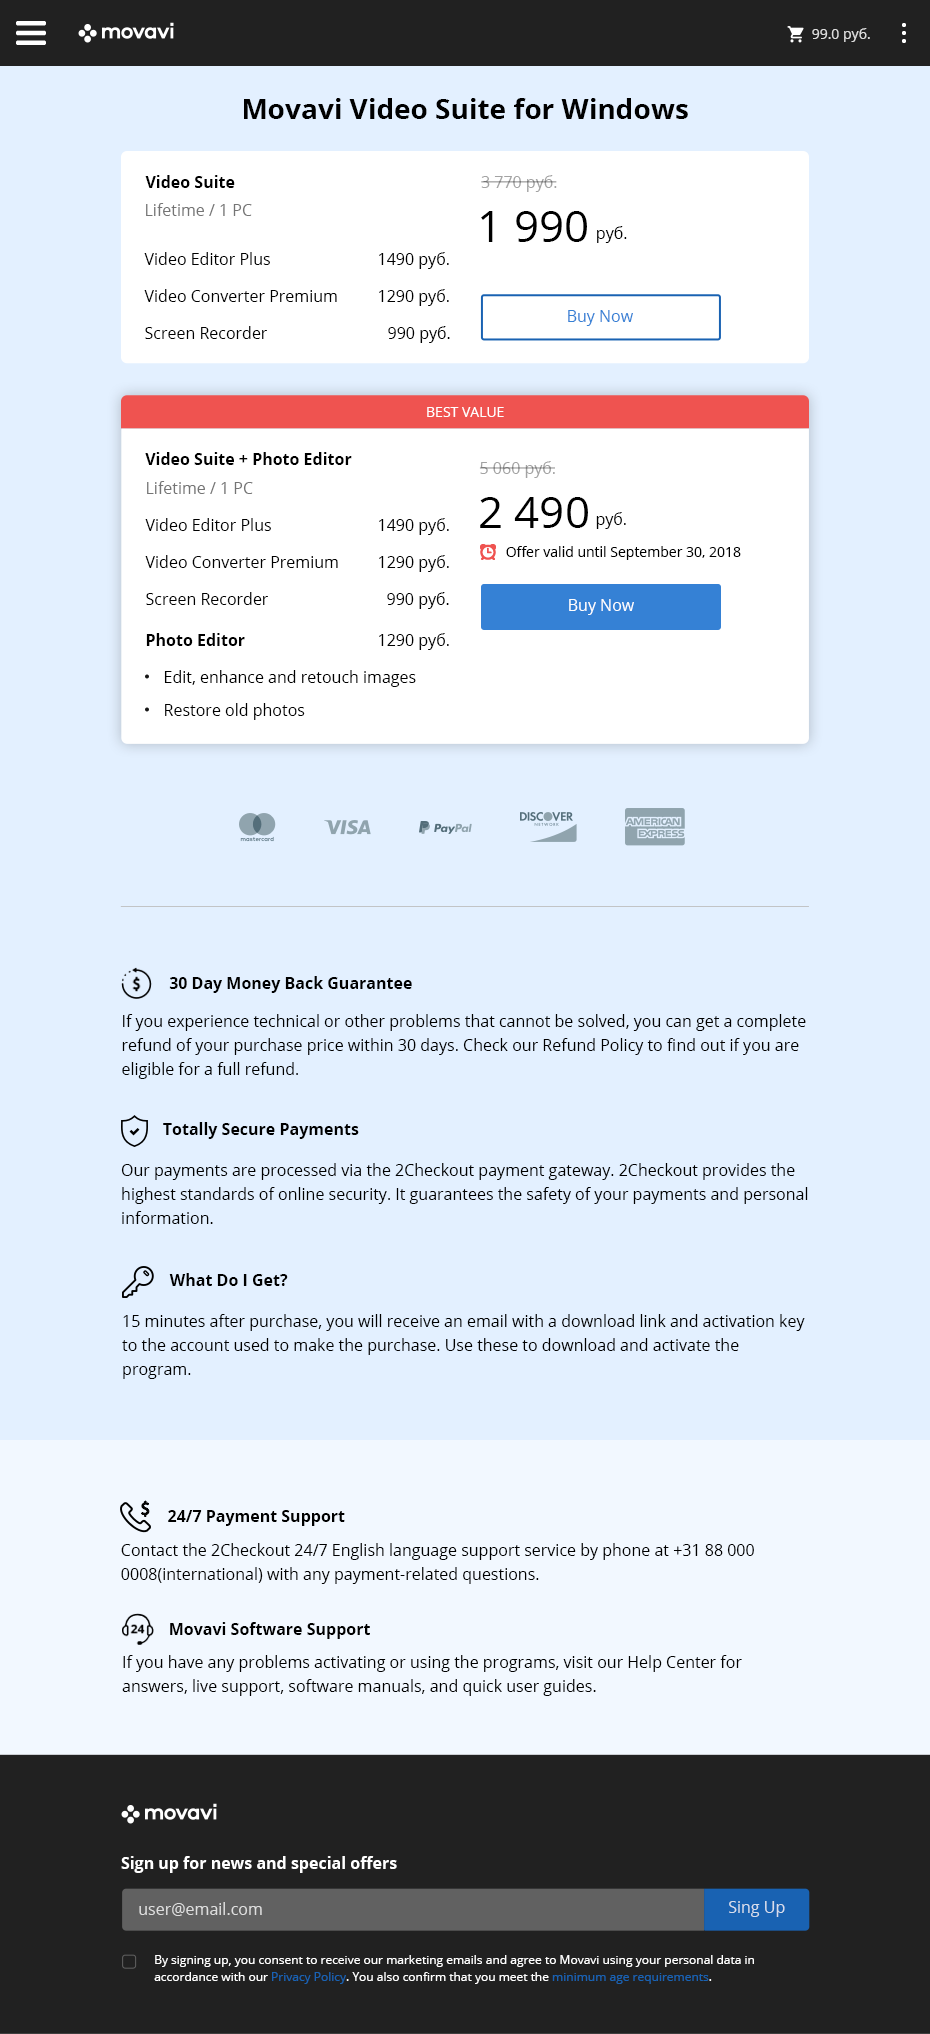 movavi
99.0 руб.
Movavi Video Suite for Windows
Video Suite
Lifetime / 1 PC
Video Editor Plus 1490 руб.
Video Converter Premium 1290 руб.
Screen Recorder 990 руб.
3 770 руб.
1 990 руб.
Buy Now
BEST VALUE
Video Suite + Photo Editor
Lifetime / 1 PC
Video Editor Plus 1490 руб.
Video Converter Premium 1290 руб.
Screen Recorder 990 руб.
Photo Editor 1290 руб.
• Edit, enhance and retouch images
• Restore old photos
5 060 руб.
2 490 руб.
Offer valid until September 30, 2018
Buy Now
mastercard
VISA
PayPal
DISCOVER
NETWORK
AMERICAN
EXPRESS
$ 30 Day Money Back Guarantee
If you experience technical or other problems that cannot be solved, you can get a complete
refund of your purchase price within 30 days. Check our Refund Policy to find out if you are
eligible for a full refund.
Totally Secure Payments
Our payments are processed via the 2Checkout payment gateway. 2Checkout provides the
highest standards of online security. It guarantees the safety of your payments and personal
information.
What Do I Get?
15 minutes after purchase, you will receive an email with a download link and activation key
to the account used to make the purchase. Use these to download and activate the
program.
$ 24/7 Payment Support
Contact the 2Checkout 24/7 English language support service by phone at +31 88 000
0008(international) with any payment-related questions.
24 Movavi Software Support
If you have any problems activating or using the programs, visit our Help Center for
answers, live support, software manuals, and quick user guides.
movavi
Sign up for news and special offers
user@email.com Sing Up
By signing up, you consent to receive our marketing emails and agree to Movavi using your personal data in
accordance with our Privacy Policy. You also confirm that you meet the minimum age requirements.